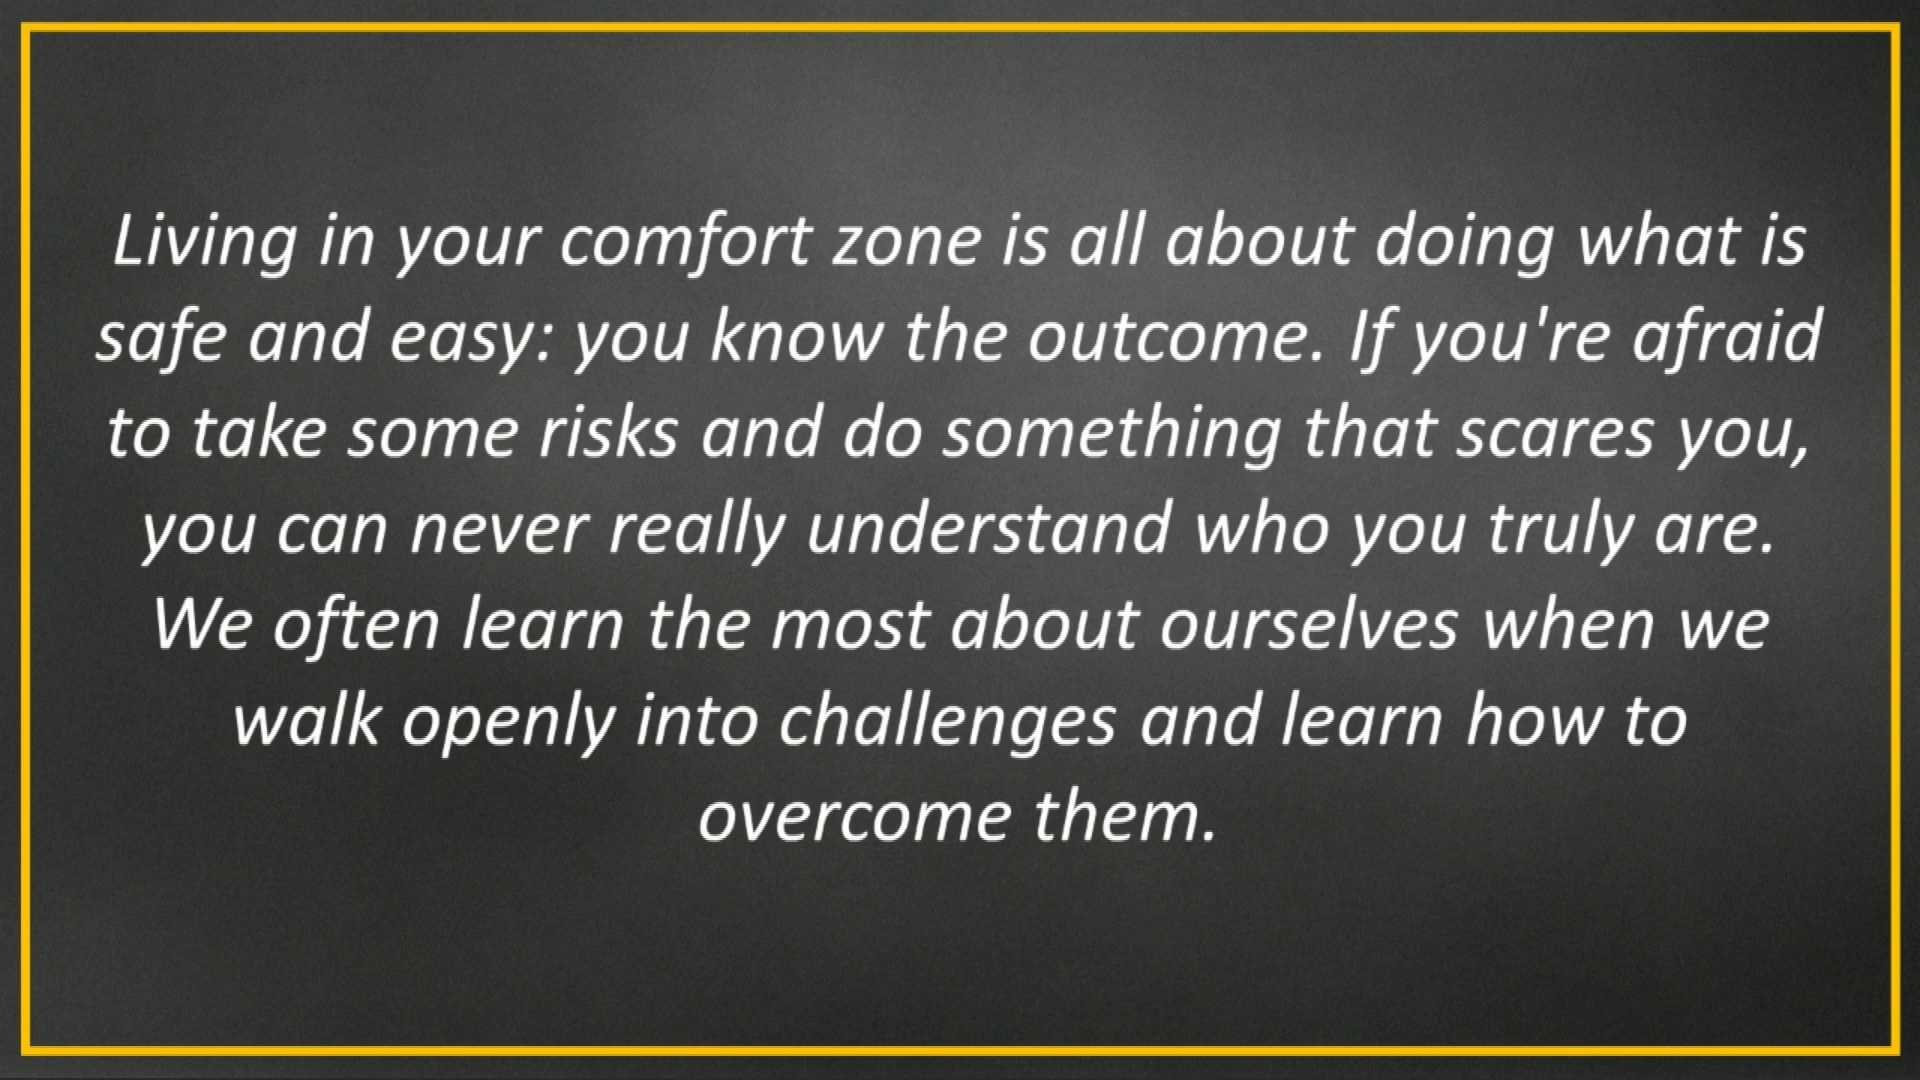 Living in your comfort zone is all about doing what is
safe and easy: you know the outcome. If you're afraid
to take some risks and do something that scares you,
you can never really understand who you truly are.
We often learn the most about ourselves when we
walk openly into challenges and learn how to
overcome them.